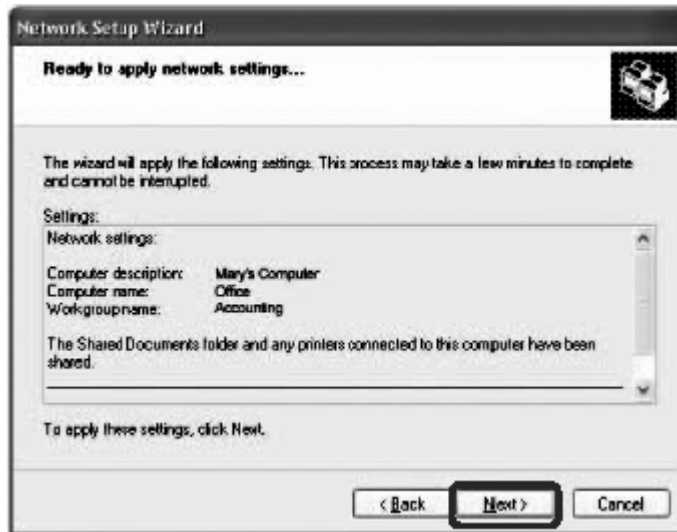 Network Setup Wizard
Ready to apply network settings...
The wizard will apply the following settings. This process may take a few minutes to complete
and cannot be interrupted.
Settings:
Network settings:
Computer description: Mary's Computer
Computer name: Office
Workgroup name: Accounting
The Shared Documents folder and any printers connected to this computer have been
shared.
To apply these settings, click Next.
< Back Next > Cancel